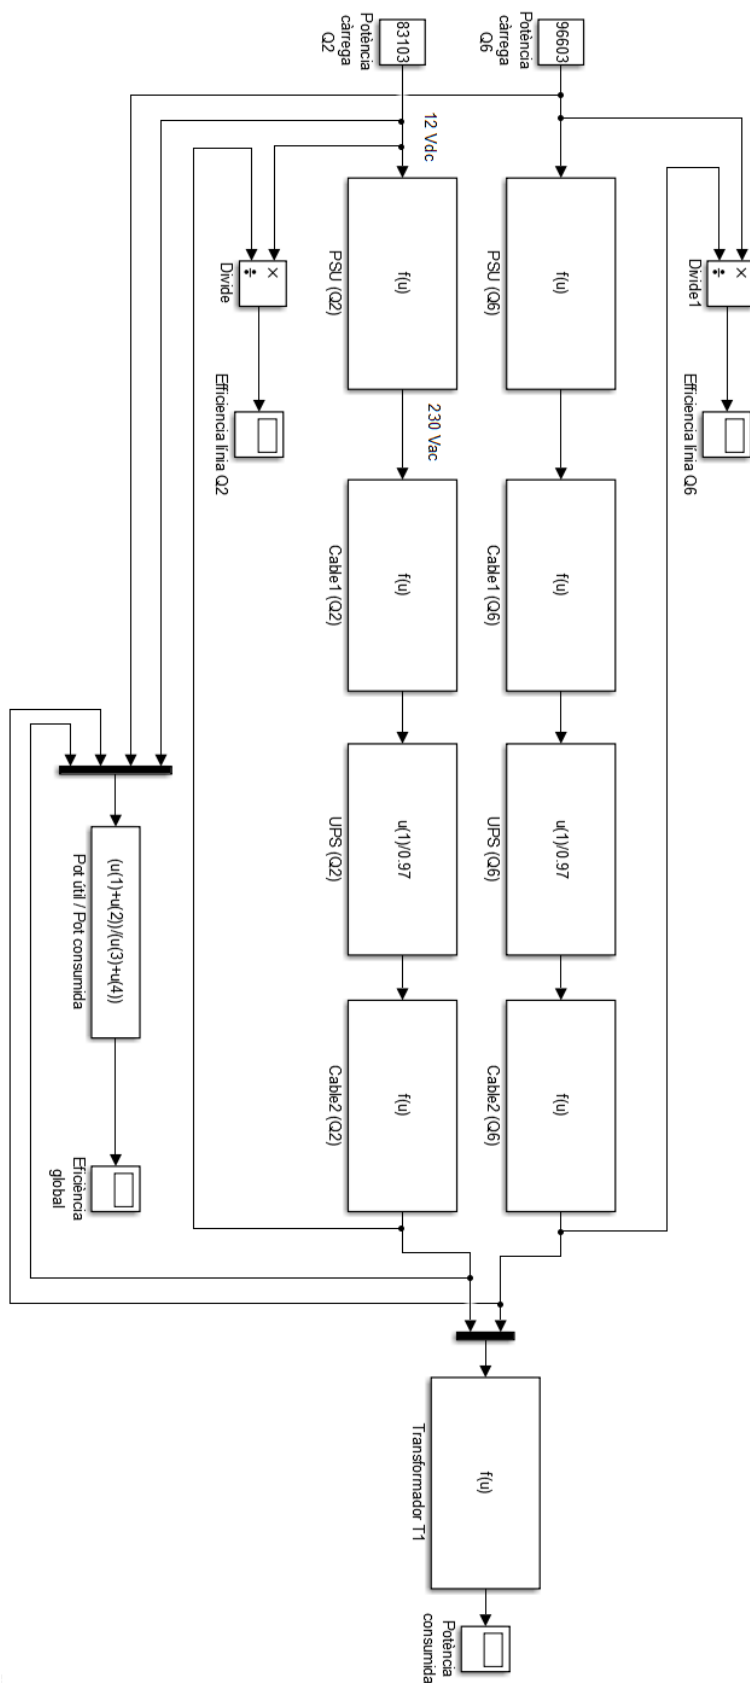 ×
÷
Divide1
Efficiencia línia Q6
96603
Potència
càrrega
Q6
f(u)
PSU (Q6)
f(u)
Cable1 (Q6)
u(1)/0.97
UPS (Q6)
f(u)
Cable2 (Q6)
f(u)
Transformador T1
Potència
consumida
83103
Potència
càrrega
Q2
12 Vdc
f(u)
PSU (Q2)
230 Vac
f(u)
Cable1 (Q2)
u(1)/0.97
UPS (Q2)
f(u)
Cable2 (Q2)
×
÷
Divide
Efficiencia línia Q2
(u(1)+u(2))/(u(3)+u(4))
Pot útil / Pot consumida
Eficiència
global